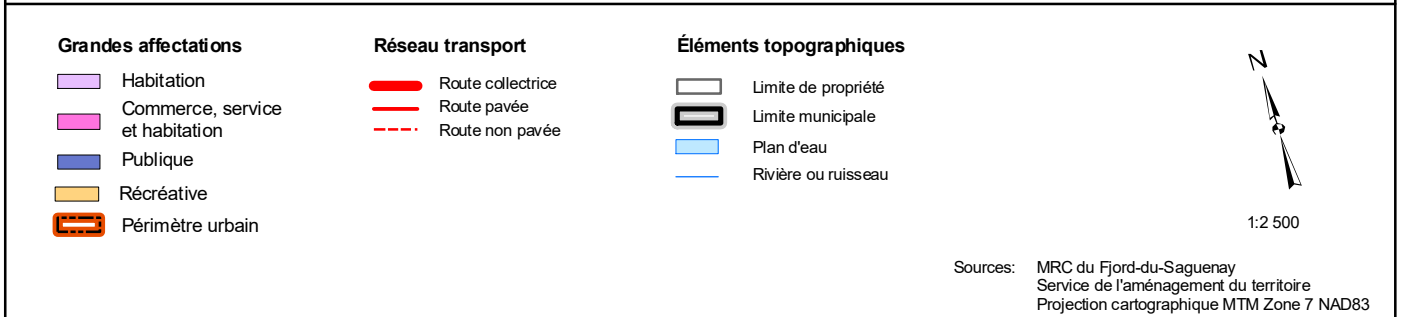 Grandes affectations
Habitation
Commerce, service
et habitation
Publique
Récréative
Périmètre urbain
Réseau transport
Route collectrice
Route pavée
Route non pavée
Éléments topographiques
Limite de propriété
Limite municipale
Plan d'eau
Rivière ou ruisseau
N
1:2 500
Sources: MRC du Fjord-du-Saguenay
Service de l'aménagement du territoire
Projection cartographique MTM Zone 7 NAD83